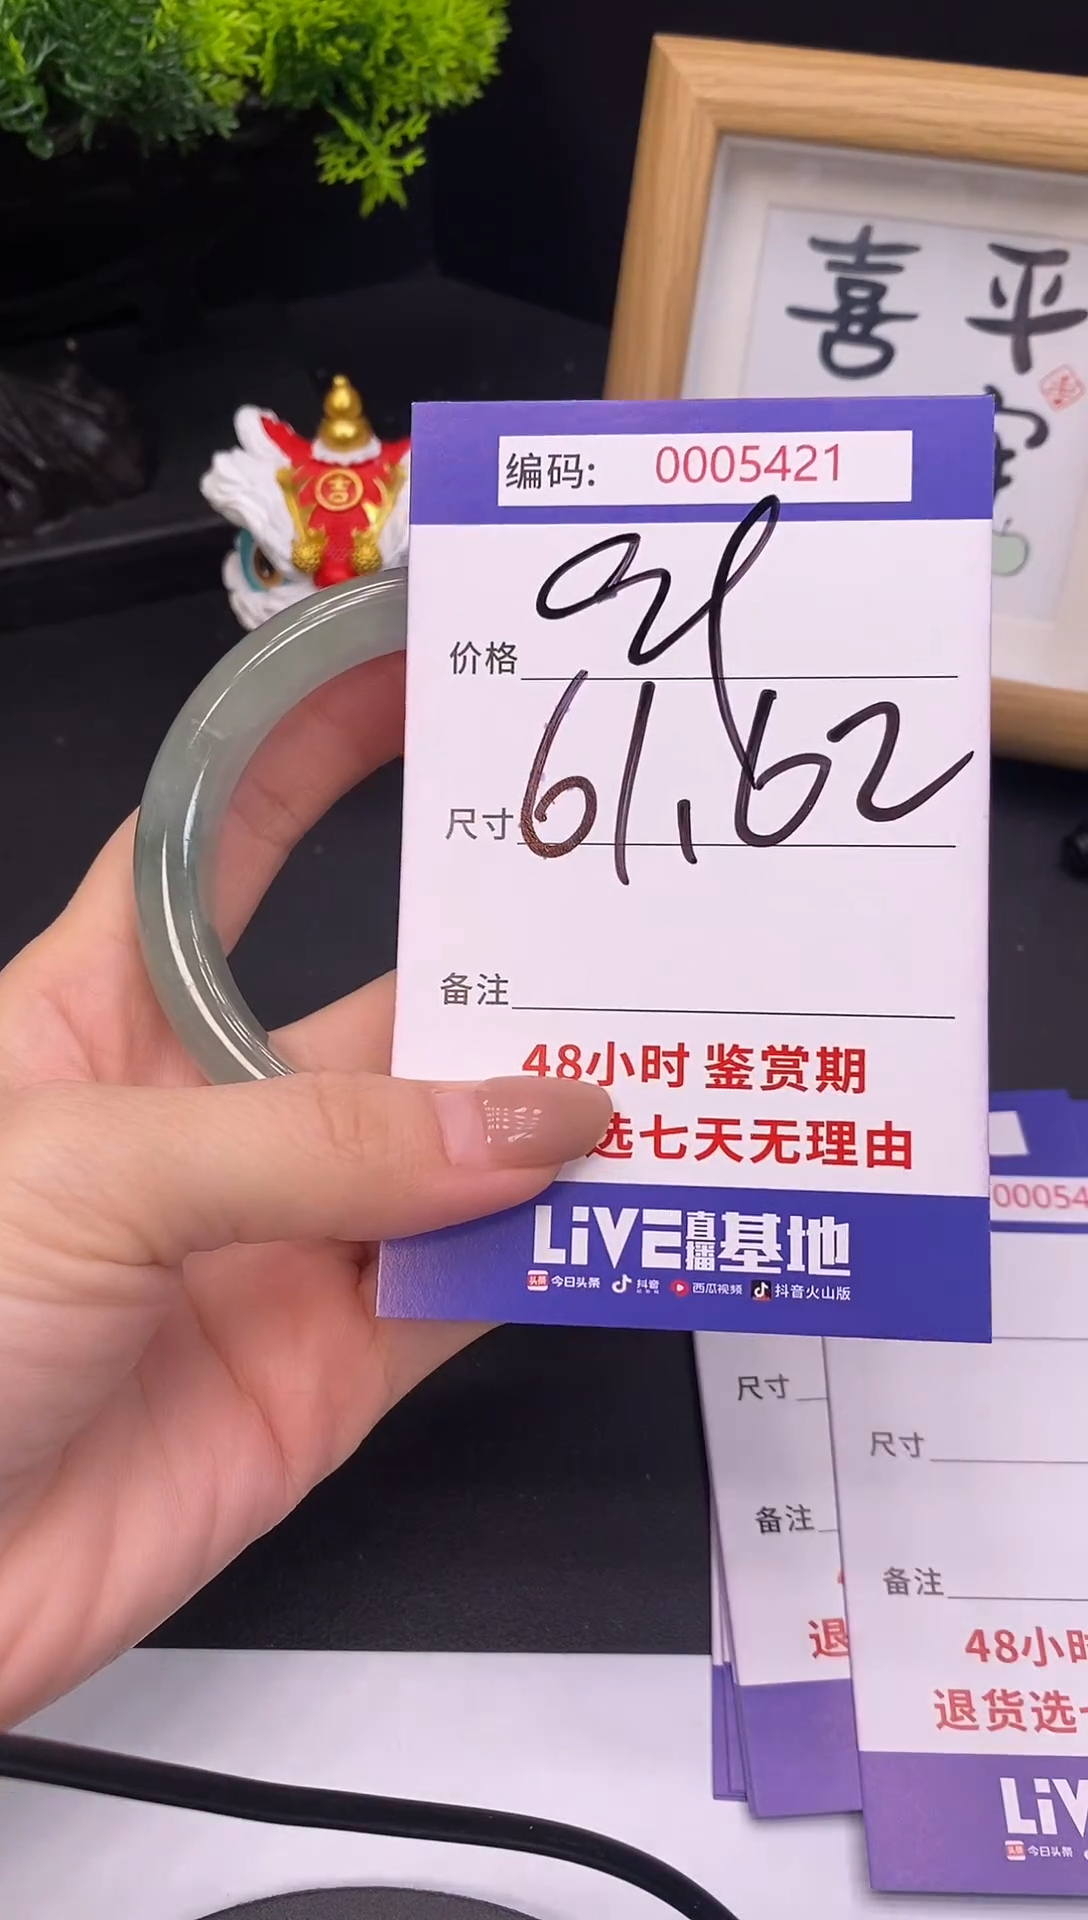 喜 平
编码: 0005421
价格
尺寸 61.62
备注
48小时 鉴赏期
选七天无理由
LiVE直播基地
今日头条 抖音 西瓜视频 抖音火山版
00054
尺寸
备注
退
尺寸
备注
48小时
退货选
LiV
今日头条